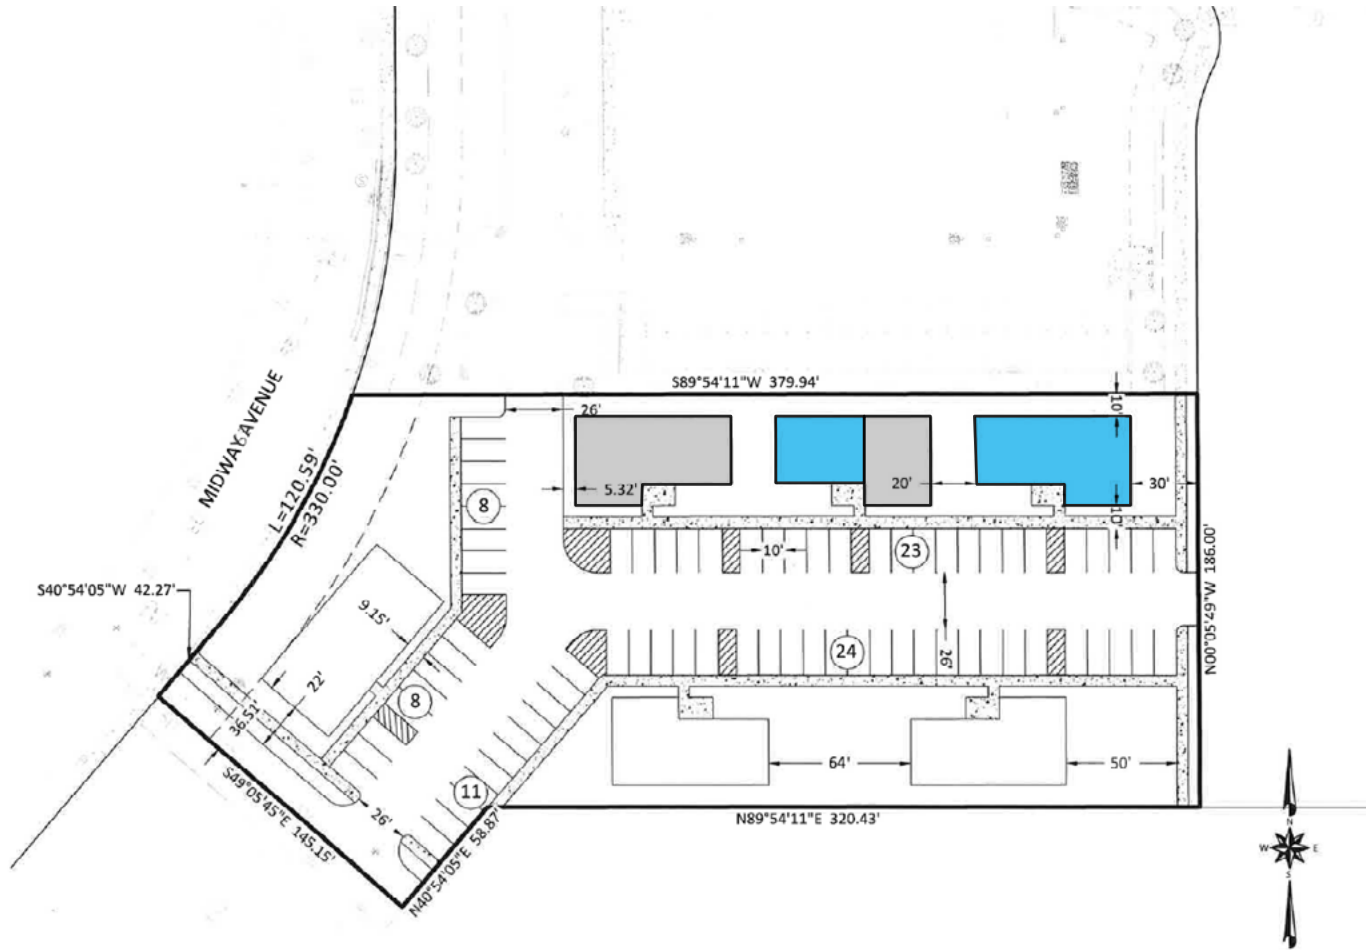 S89°54'11"W 379.94'
26'
10'
MIDWAY AVENUE
L=120.59'
R=330.00'
5.32'
20'
30'
8
10'
10'
23
N00°05'49"W 186.00'
S40°54'05"W 42.27'
9.15'
24
26'
22'
8
36.51'
64'
50'
11
S49°05'45"E 145.15'
26'
N40°54'05"E 58.87'
N89°54'11"E 320.43'
N
W
E
S